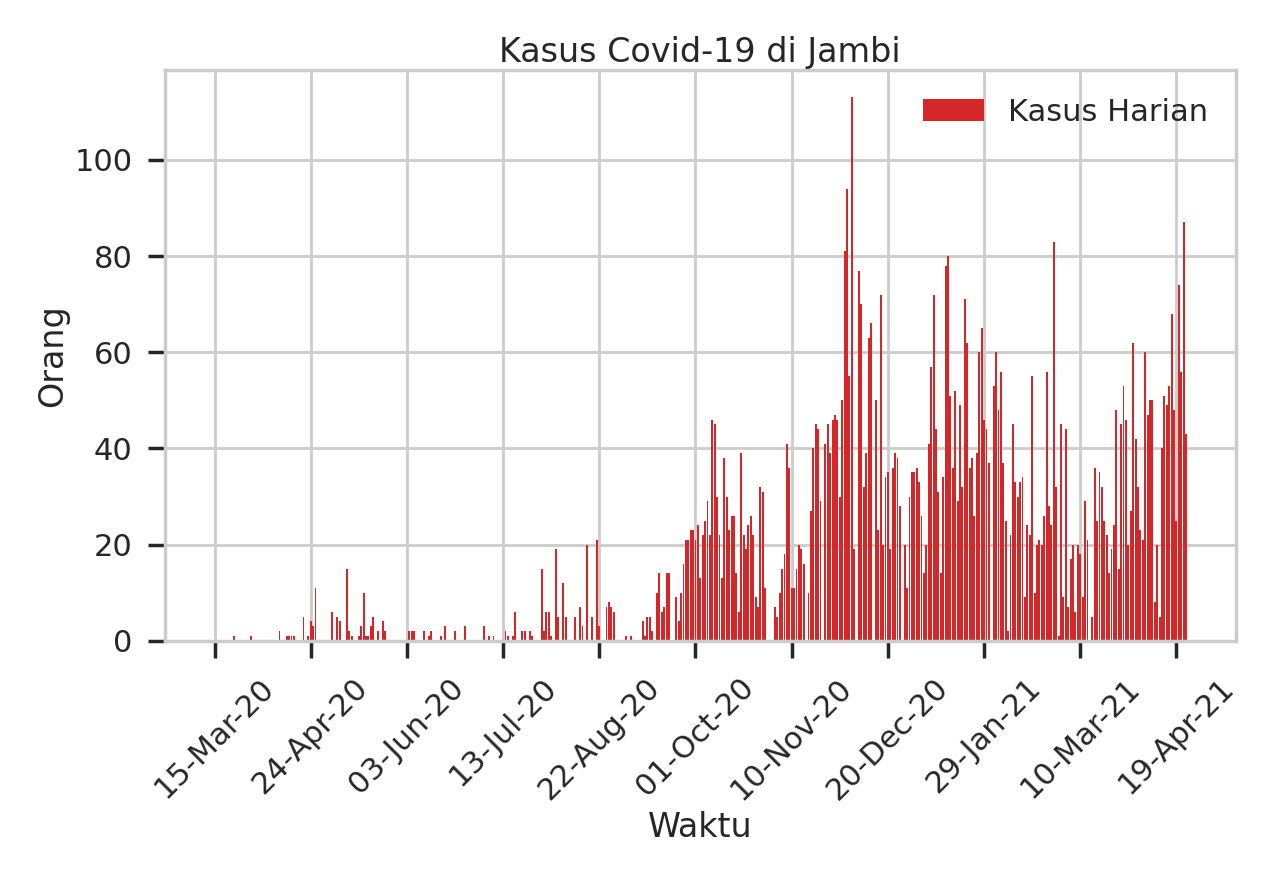 Kasus Covid-19 di Jambi
Kasus Harian
Orang
100
80
60
40
20
0
15-Mar-20
24-Apr-20
03-Jun-20
13-Jul-20
22-Aug-20
01-Oct-20
10-Nov-20
20-Dec-20
29-Jan-21
10-Mar-21
19-Apr-21
Waktu